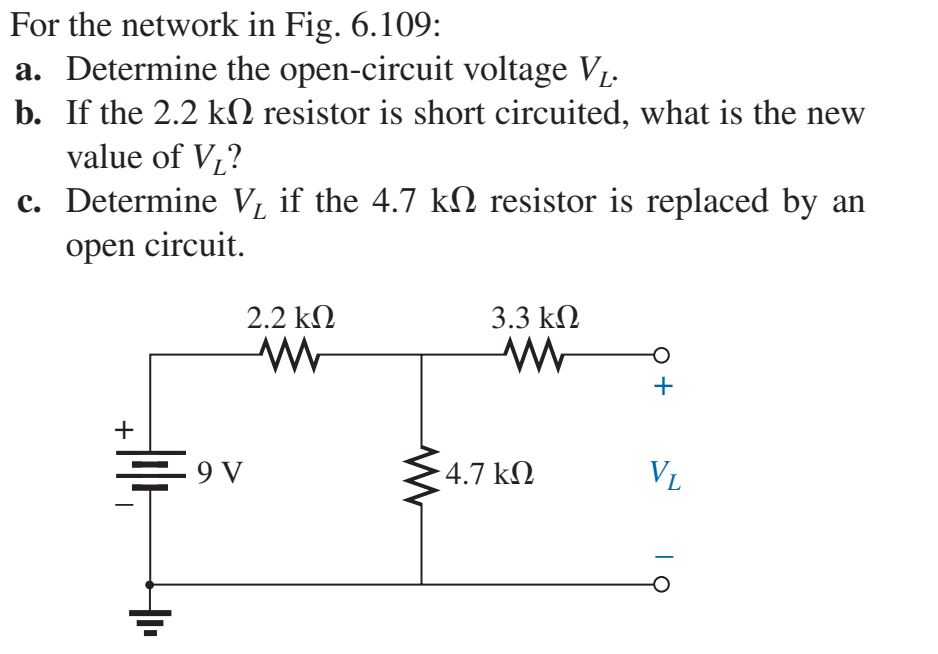 For the network in Fig. 6.109:
a. Determine the open-circuit voltage V_L.
b. If the 2.2 kΩ resistor is short circuited, what is the new
value of V_L?
c. Determine V_L if the 4.7 kΩ resistor is replaced by an
open circuit.
2.2 kΩ
3.3 kΩ
+
+
9 V
4.7 kΩ
V_L
–
–